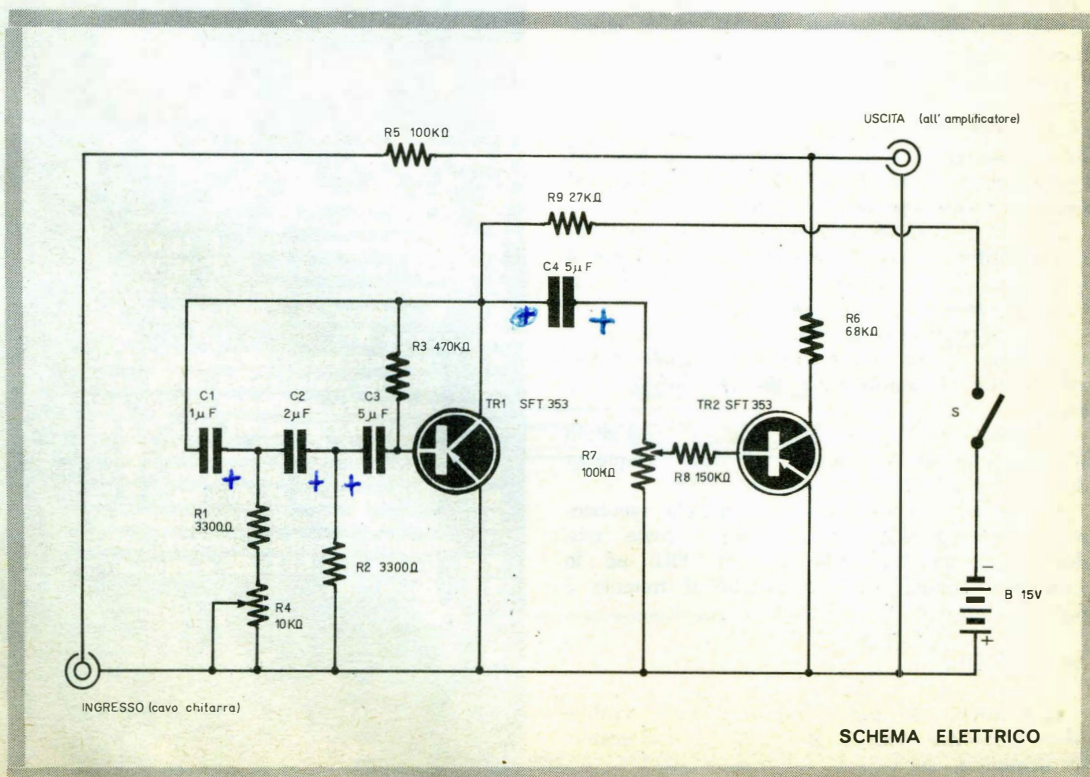 USCITA (all' amplificatore)
R5 100KΩ
R9 27KΩ
C4 5µF
+ +
R6
68KΩ
R3 470KΩ
C1
1µF
C2
2µF
C3
5µF
TR1 SFT 353
TR2 SFT 353
S
R7
100KΩ
R8 150KΩ
+ + +
R1
3300Ω
R2 3300Ω
R4
10KΩ
−
B 15V
+
INGRESSO (cavo chitarra)
SCHEMA ELETTRICO